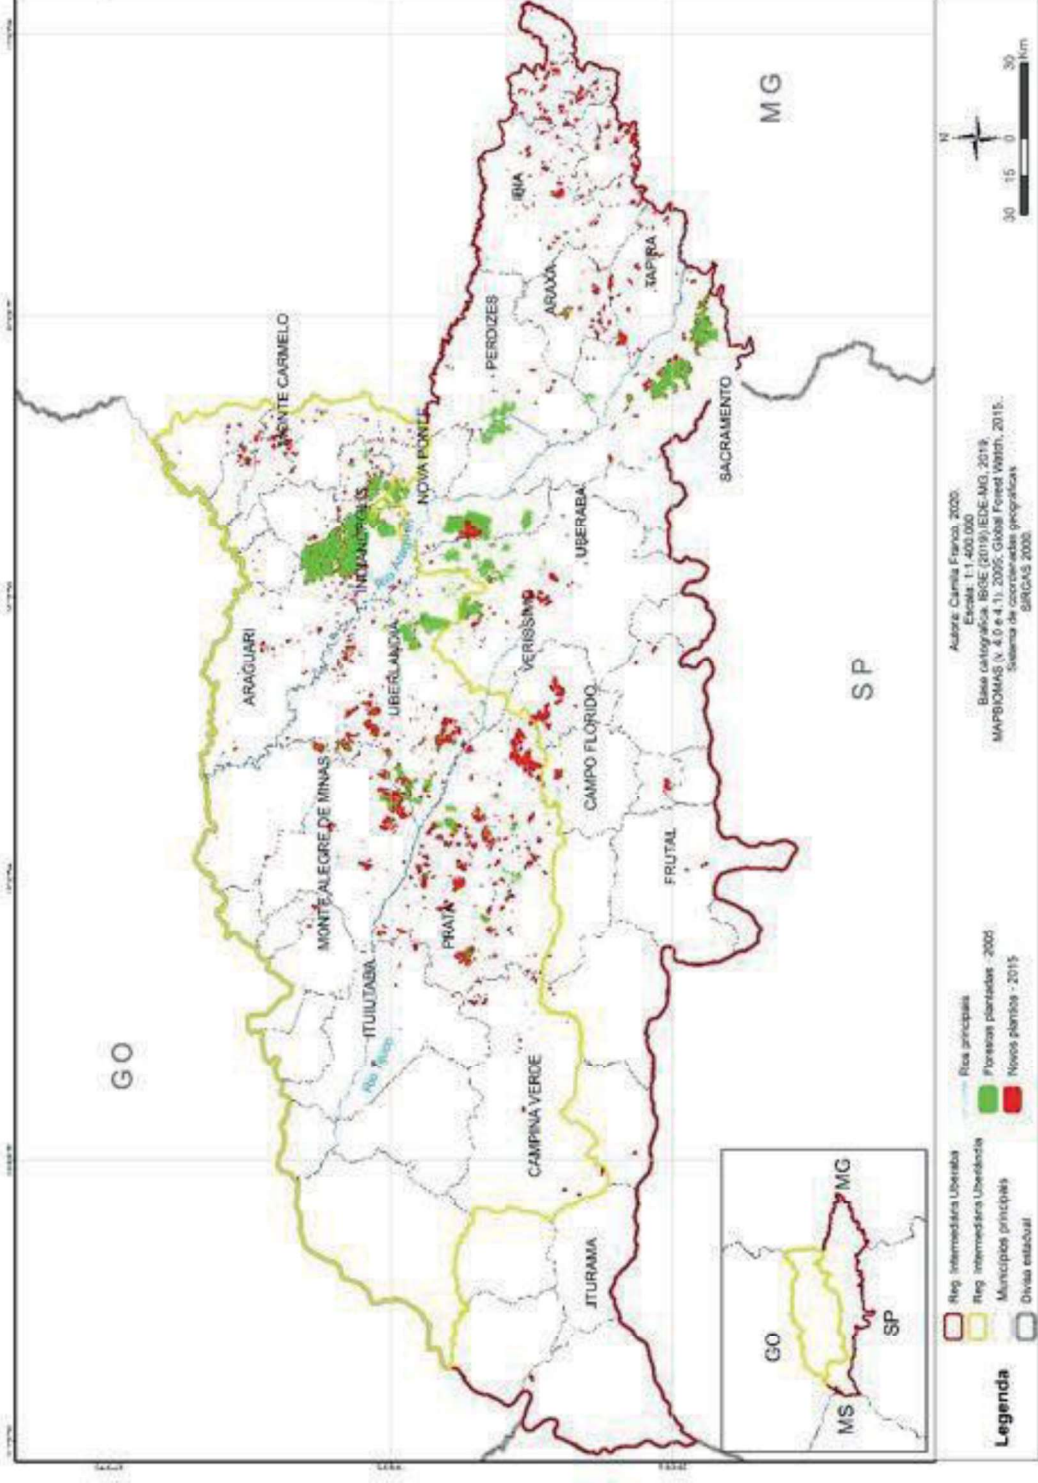 GO
MONTE CARMELO
ARAGUARI
INDIANÓPOLIS
Rio Araguari
NOVA PONTE
UBERLÂNDIA
MONTE ALEGRE DE MINAS
ITUIUTABA
Rio Tijuco
PRATA
CAMPINA VERDE
ITURAMA
VERÍSSIMO
CAMPO FLORIDO
FRUTAL
UBERABA
PERDIZES
ARAXÁ
IBIÁ
TAPIRA
SACRAMENTO
MG
SP
GO
MG
SP
MS
Legenda
Reg. Intermediária Uberaba
Reg. Intermediária Uberlândia
Municípios principais
Divisa estadual
Rios principais
Florestas plantadas - 2005
Novos plantios - 2015
Autora: Camila Franco, 2020.
Escala: 1:1.400.000
Base cartográfica: IBGE (2019); IEDE-MG, 2019,
MAPBIOMAS (v. 4.0 e 4.1), 2005; Global Forest Watch, 2015.
Sistema de coordenadas geográficas
SIRGAS 2000.
N
30 15 0 30
Km